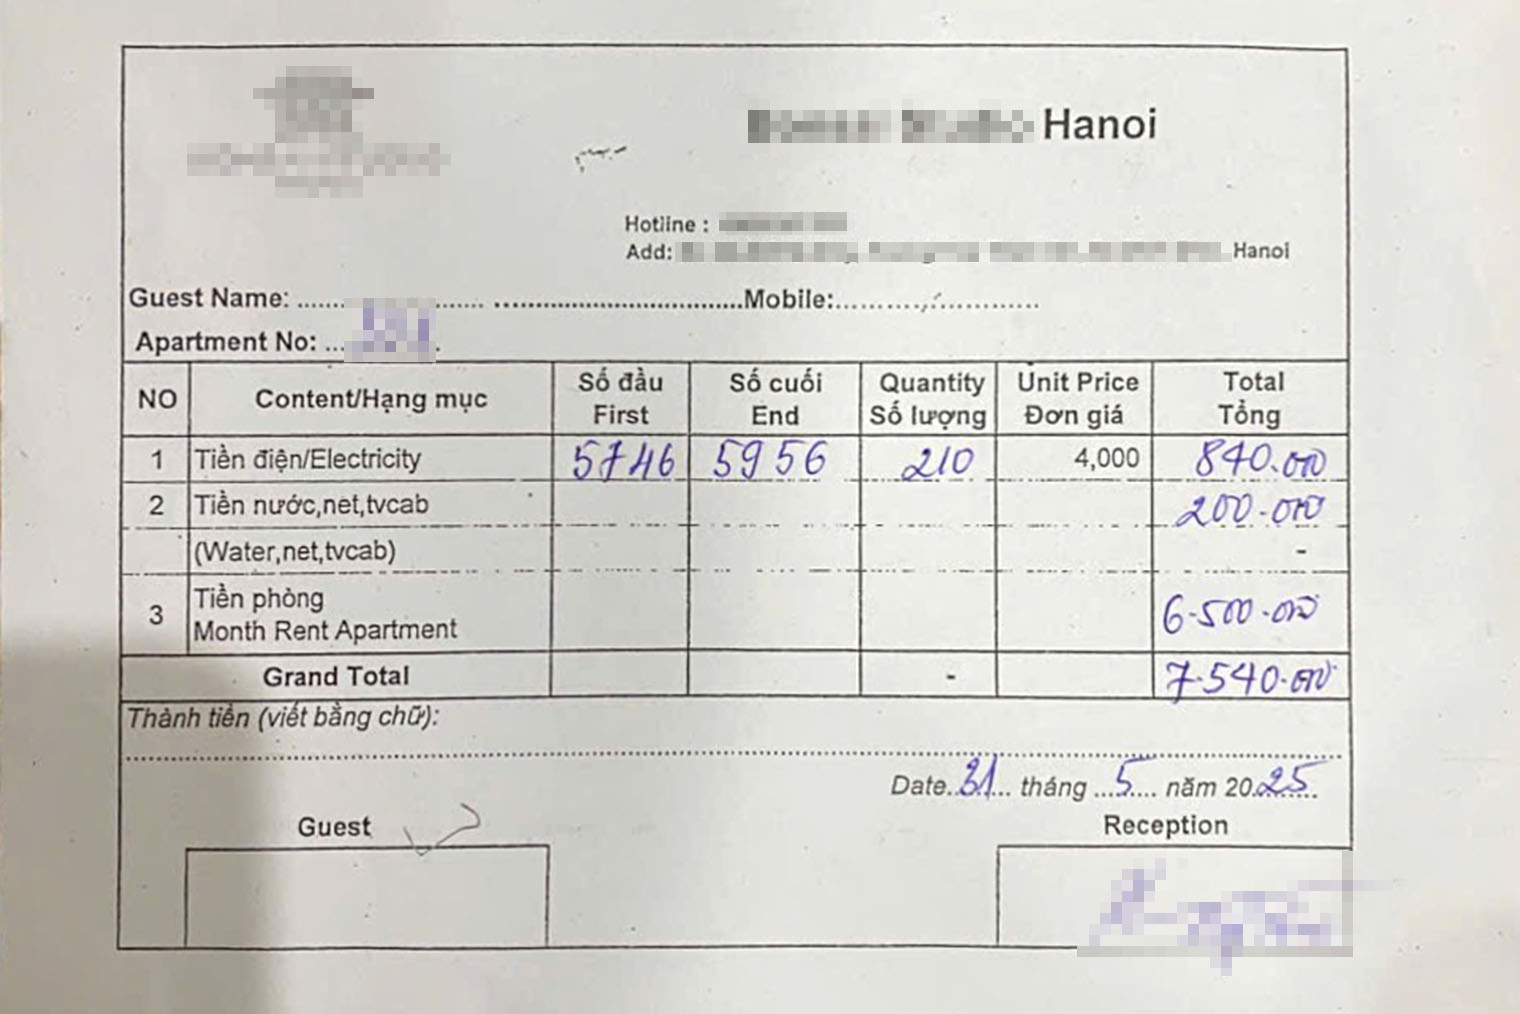 Hanoi
Hotline :
Add: Hanoi
Guest Name: ...... ...... ..............................Mobile:.........................
Apartment No: ... .
NO Content/Hạng mục Số đầu First Số cuối End Quantity Số lượng Unit Price Đơn giá Total Tổng
1 Tiền điện/Electricity 5746 5956 210 4,000 840.000
2 Tiền nước,net,tvcab 200.000
(Water,net,tvcab) -
3 Tiền phòng 6.500.000
Month Rent Apartment
Grand Total - 7.540.000
Thành tiền (viết bằng chữ):
Date..31... tháng ...5.... năm 20.25......
Guest Reception